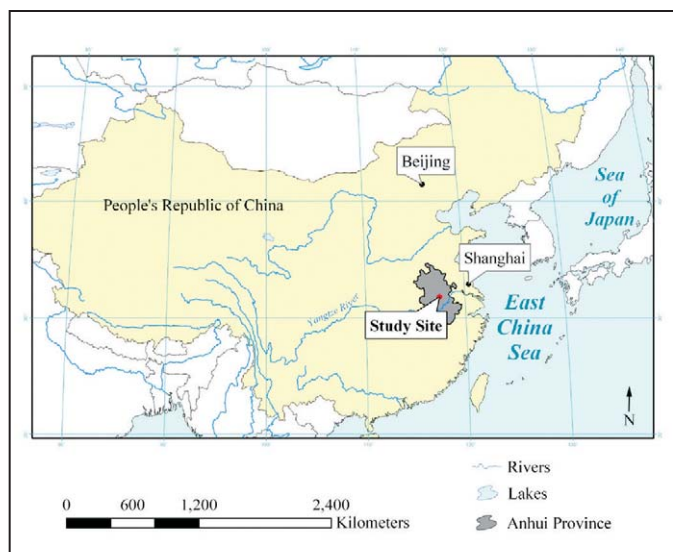 Beijing
People's Republic of China
Sea
of
Japan
Shanghai
Yangtze River
Study Site
East
China
Sea
N
Rivers
Lakes
Anhui Province
0 600 1,200 2,400
Kilometers